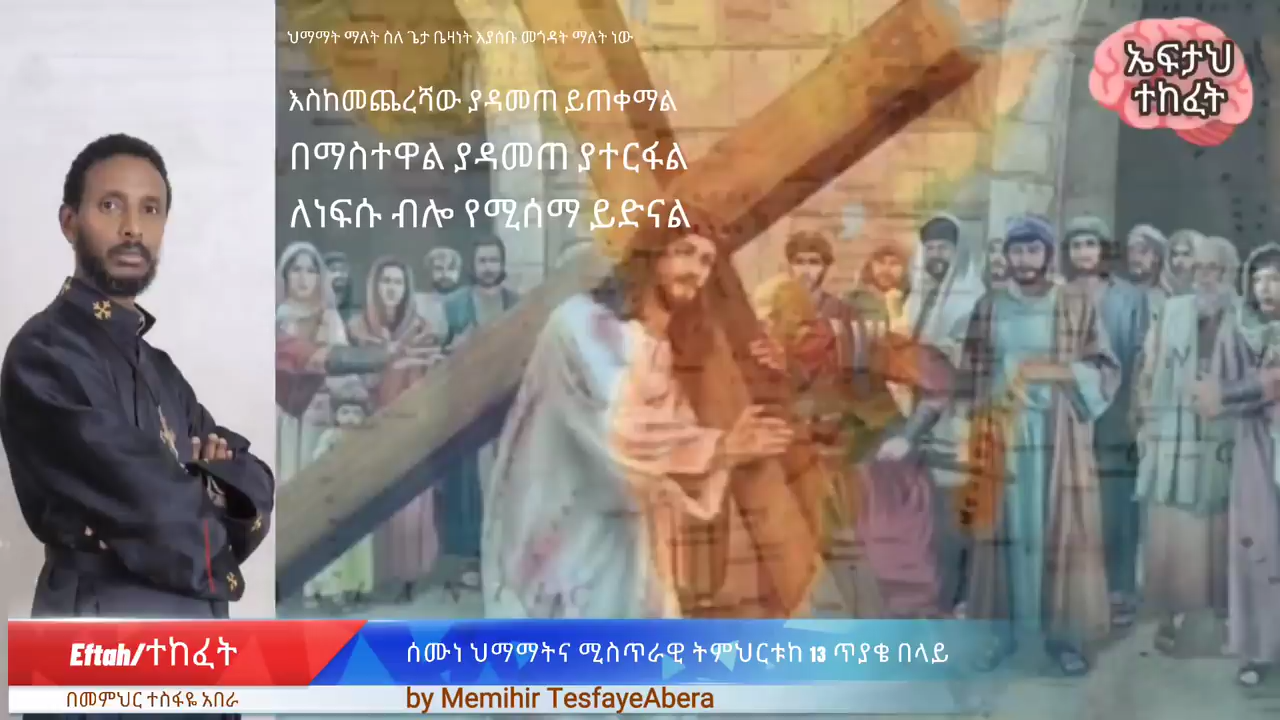 ህማማት ማለት ስለ ጌታ ቤዛነት እያሰቡ መጎዳት ማለት ነው
እስከመጨረሻው ያዳመጠ ይጠቀማል
በማስተዋል ያዳመጠ ያተርፋል
ለነፍሱ ብሎ የሚሰማ ይድናል
ኤፍታህ
ተከፈት
Eftah/ተከፈት
ሰሙነ ህማማትና ሚስጥራዊ ትምህርቱከ 13 ጥያቄ በላይ
በመምህር ተስፋዬ አበራ
by Memihir TesfayeAbera